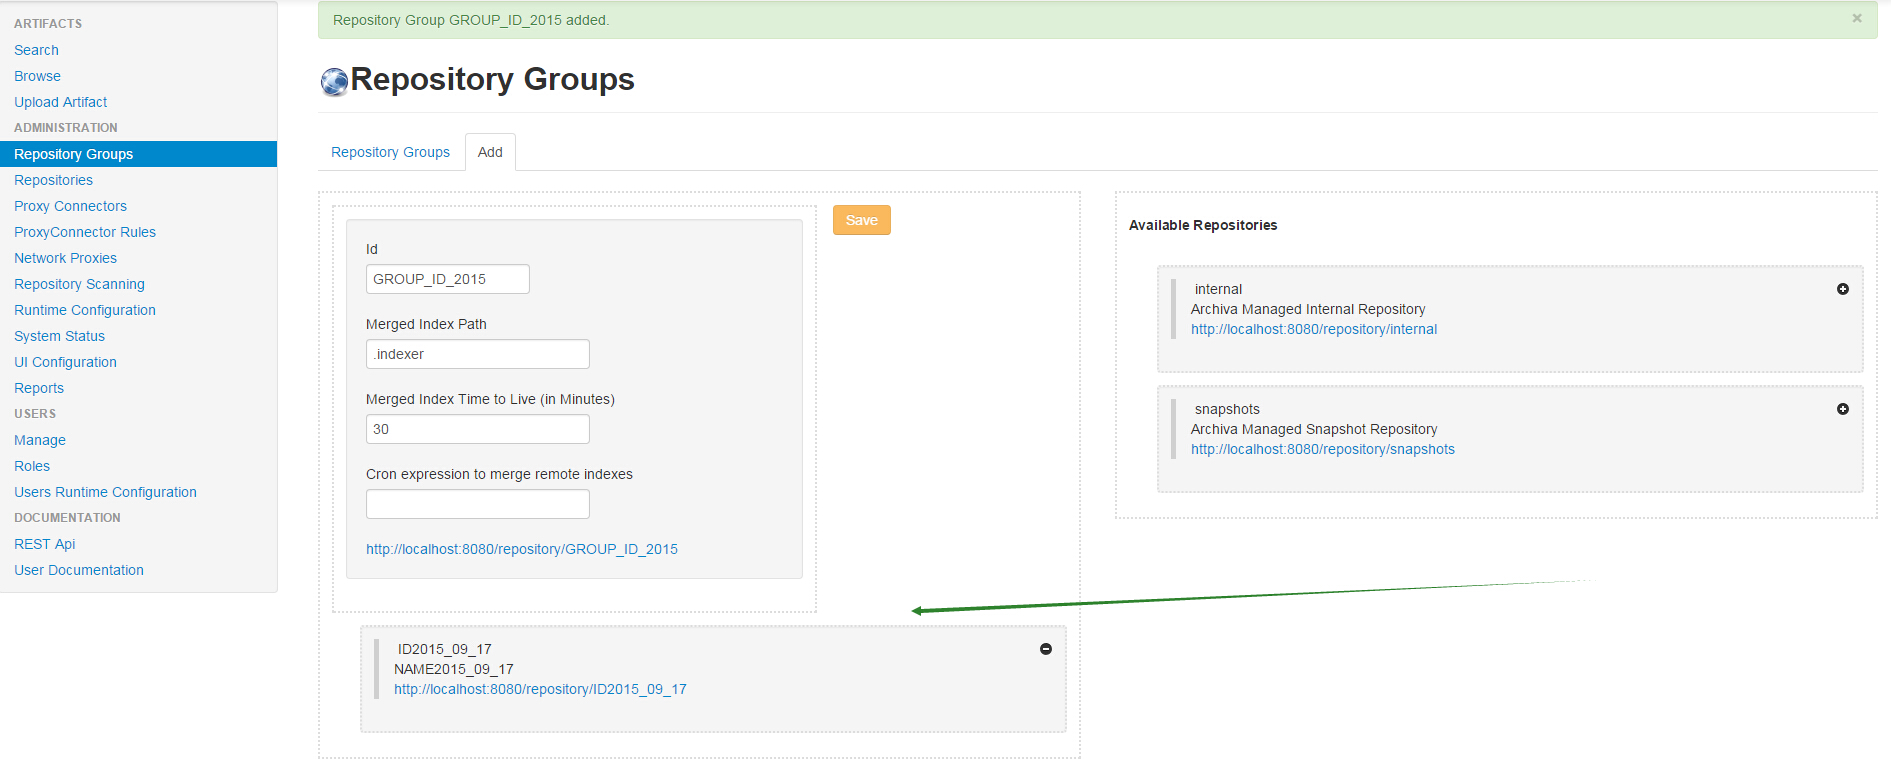 ARTIFACTS
Search
Browse
Upload Artifact
ADMINISTRATION
Repository Groups
Repositories
Proxy Connectors
ProxyConnector Rules
Network Proxies
Repository Scanning
Runtime Configuration
System Status
UI Configuration
Reports
USERS
Manage
Roles
Users Runtime Configuration
DOCUMENTATION
REST Api
User Documentation
Repository Group GROUP_ID_2015 added.
×
Repository Groups
Repository Groups
Add
Save
Id
GROUP_ID_2015
Merged Index Path
.indexer
Merged Index Time to Live (in Minutes)
30
Cron expression to merge remote indexes
http://localhost:8080/repository/GROUP_ID_2015
ID2015_09_17
NAME2015_09_17
http://localhost:8080/repository/ID2015_09_17
Available Repositories
internal
Archiva Managed Internal Repository
http://localhost:8080/repository/internal
snapshots
Archiva Managed Snapshot Repository
http://localhost:8080/repository/snapshots